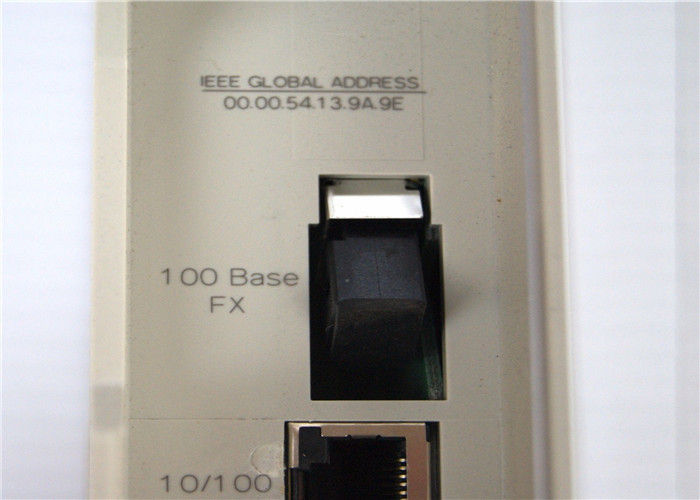 IEEE GLOBAL ADDRESS
00.00.54.13.9A.9E
100 Base
FX
10/100